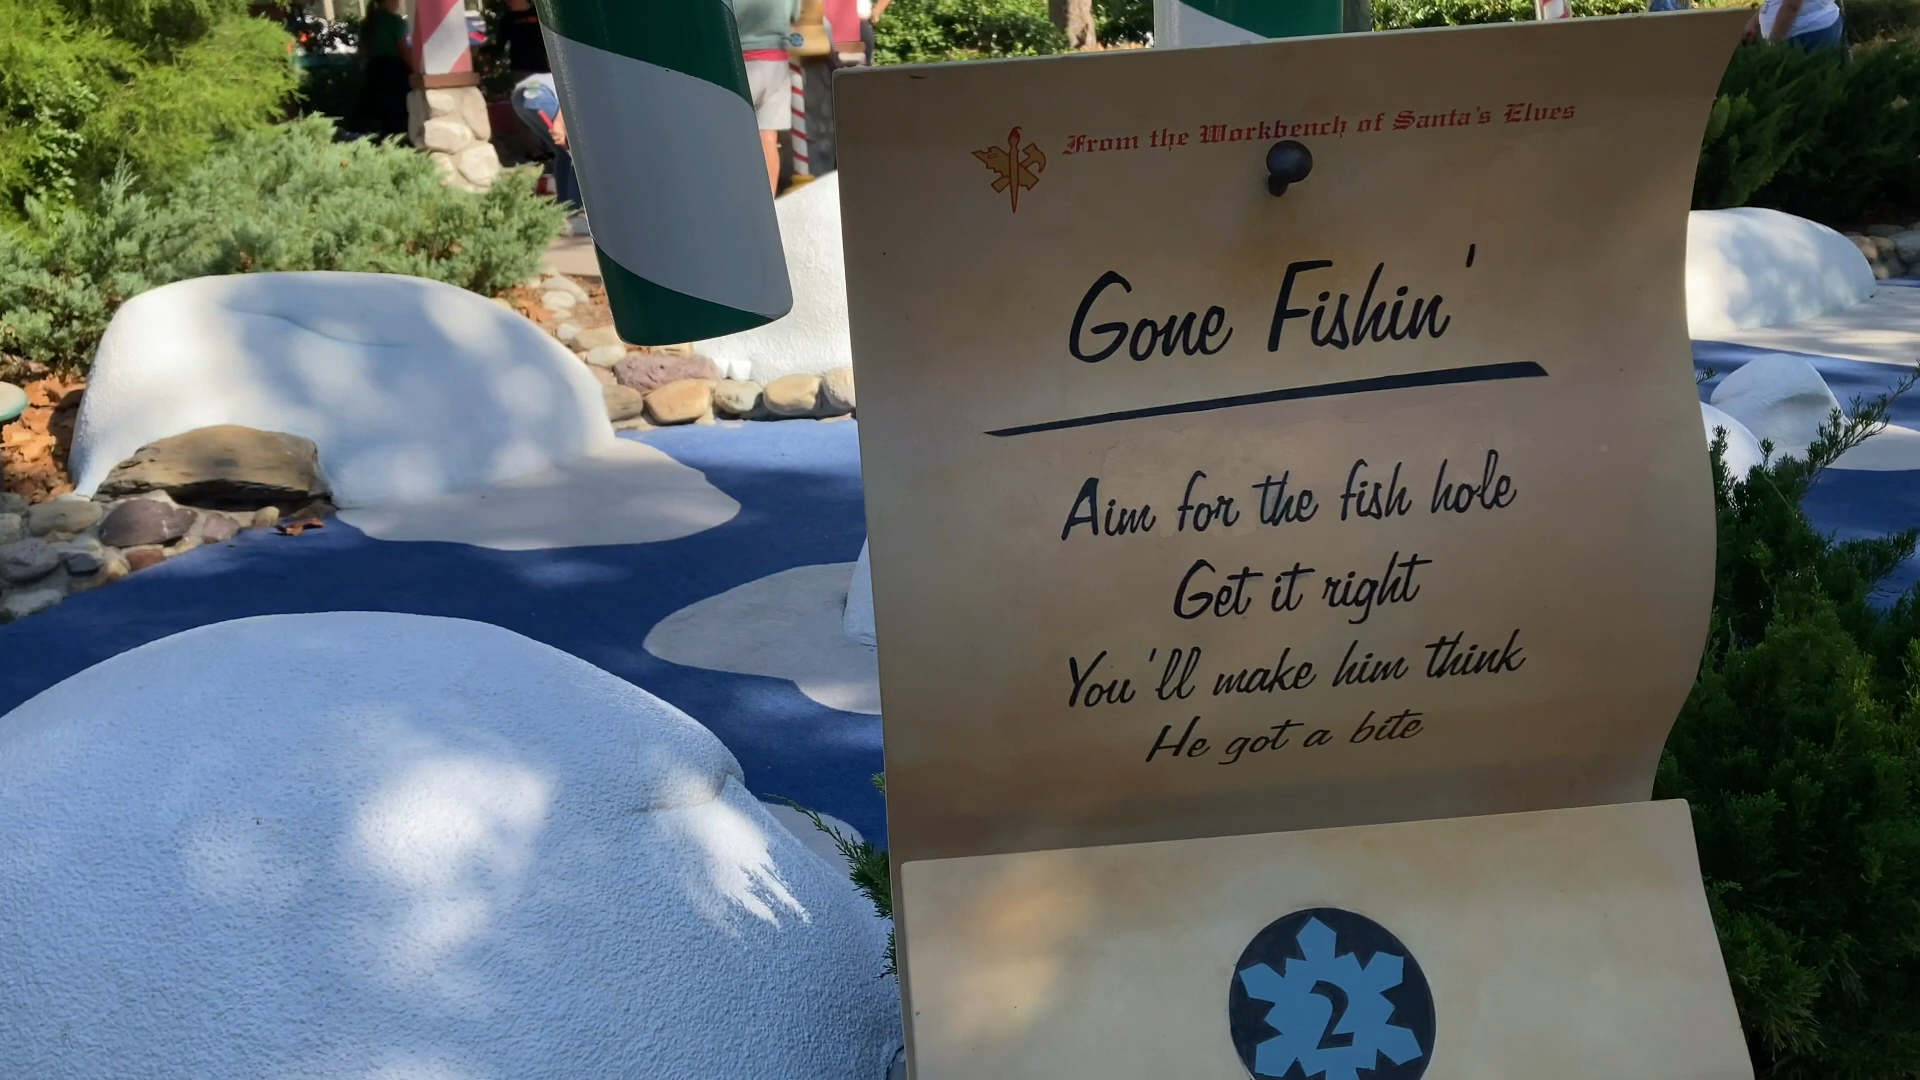 From the Workbench of Santa's Elves
Gone Fishin'
Aim for the fish hole
Get it right
You'll make him think
He got a bite
2